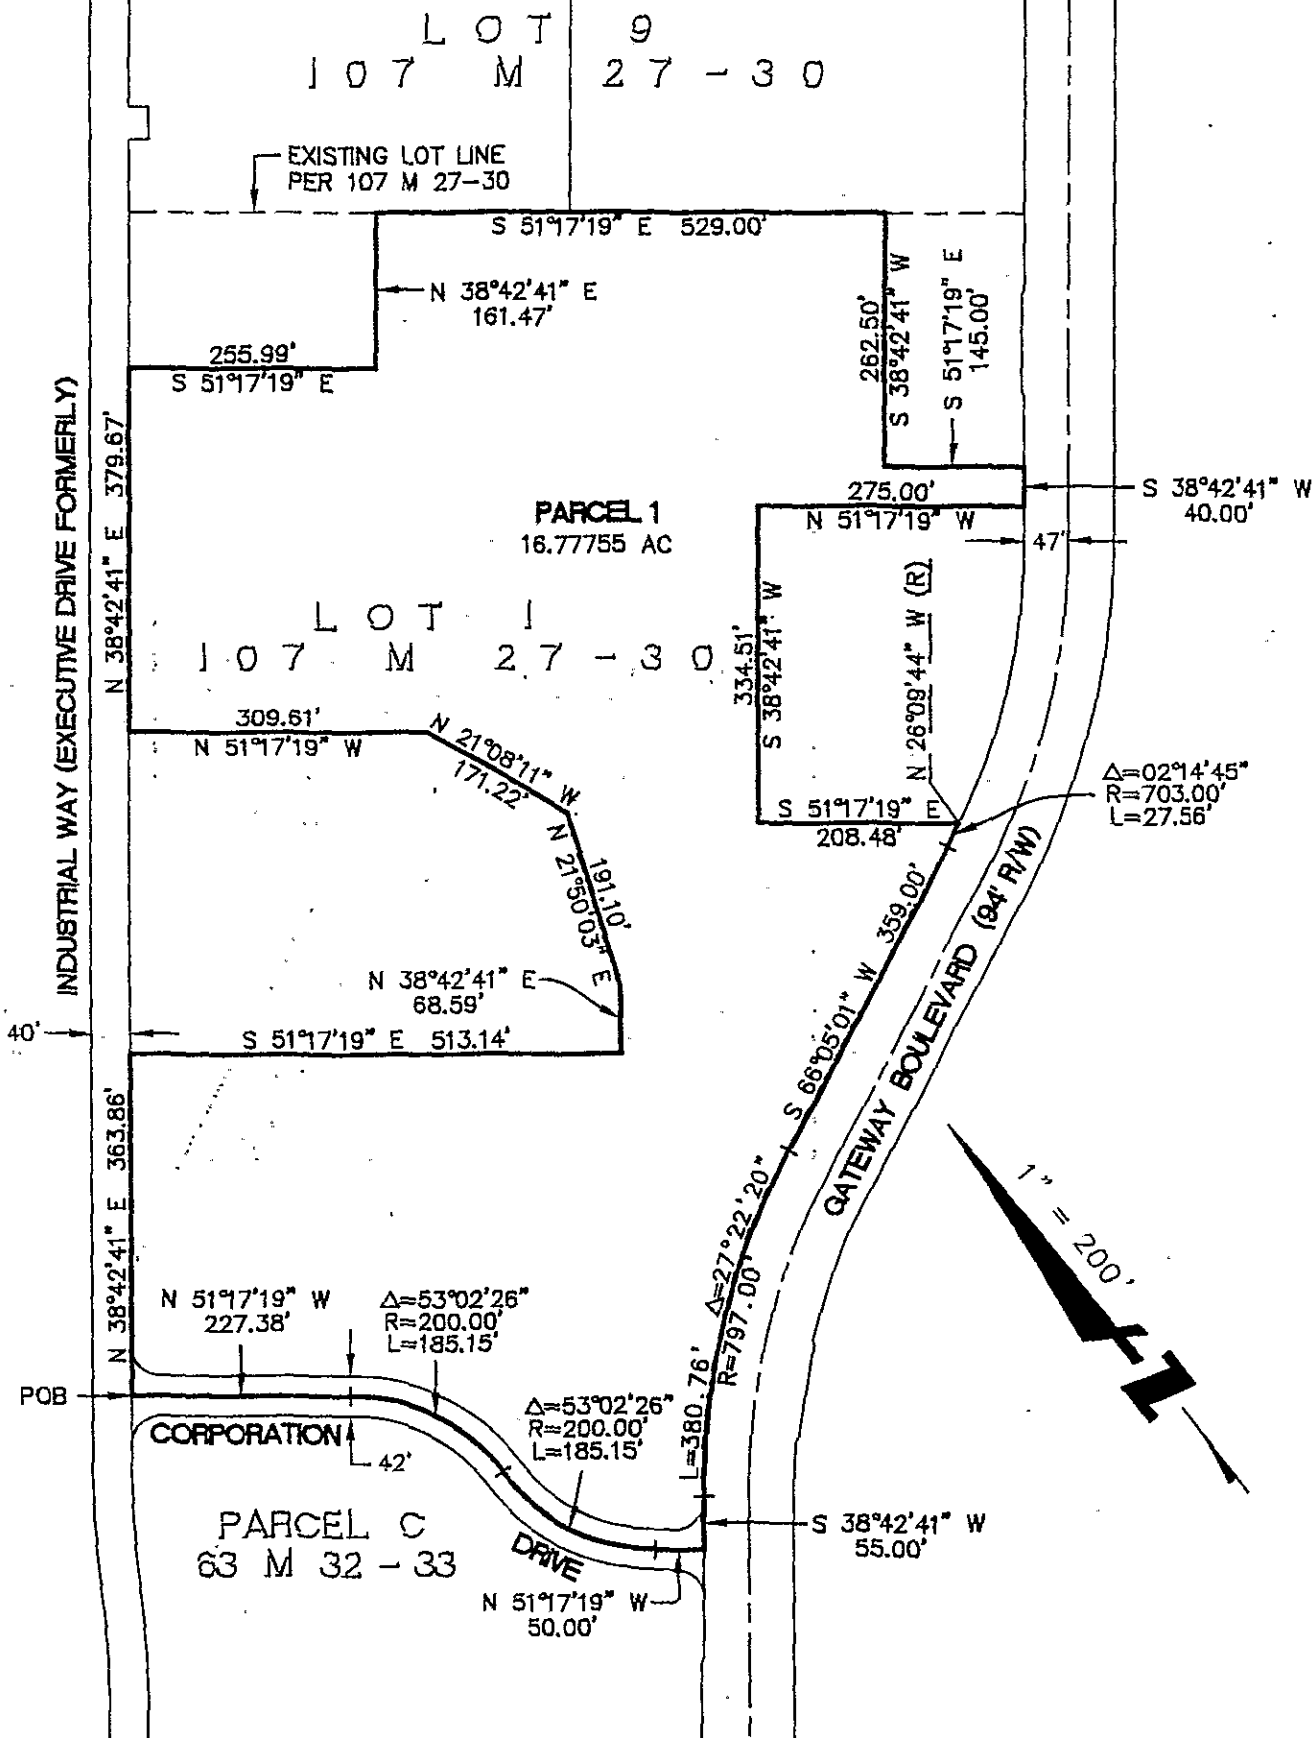 LOT 9
107 M 27-30
EXISTING LOT LINE
PER 107 M 27-30
S 51°17'19" E 529.00'
N 38°42'41" E
161.47'
262.50'
S 38°42'41" W
S 51°17'19" E
145.00'
255.99'
S 51°17'19" E
INDUSTRIAL WAY (EXECUTIVE DRIVE FORMERLY)
N 38°42'41" E 379.67'
PARCEL 1
16.77755 AC
275.00'
N 51°17'19" W
S 38°42'41" W
40.00'
47'
LOT 1
107 M 27-30
334.51'
S 38°42'41" W
N 26°09'44" W (R)
309.61'
N 51°17'19" W
N 21°08'11" W
171.22'
S 51°17'19" E
208.48'
Δ=02°14'45"
R=703.00'
L=27.56'
191.10'
N 21°50'03" E
N 38°42'41" E
68.59'
S 66°05'01" W 359.00'
GATEWAY BOULEVARD (94' R/W)
40'
S 51°17'19" E 513.14'
N 38°42'41" E 363.86'
1" = 200'
N
Δ=27°22'20"
R=797.00'
L=380.76'
N 51°17'19" W
227.38'
Δ=53°02'26"
R=200.00'
L=185.15'
POB
CORPORATION
42'
Δ=53°02'26"
R=200.00'
L=185.15'
PARCEL C
63 M 32-33
DRIVE
S 38°42'41" W
55.00'
N 51°17'19" W
50.00'